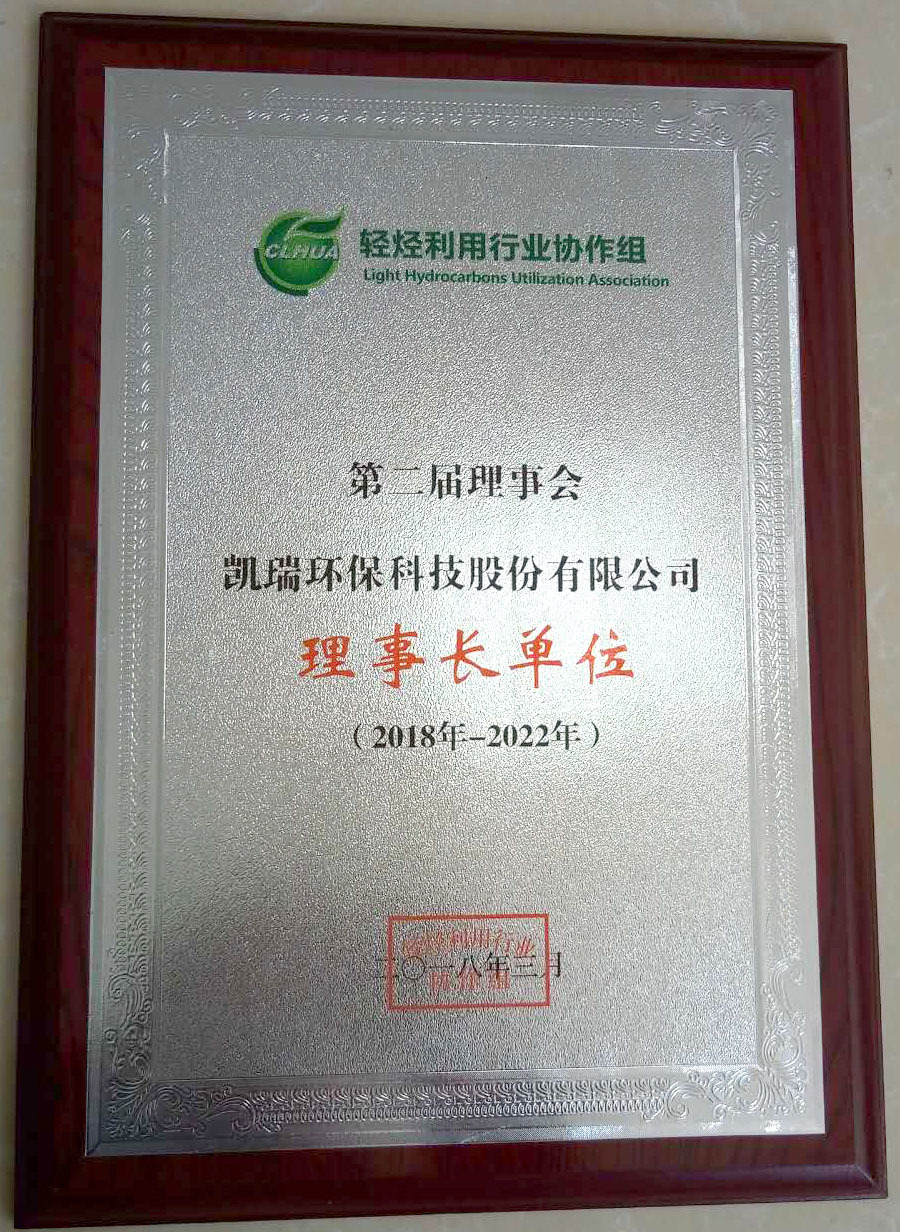 CLHUA
轻烃利用行业协作组
Light Hydrocarbons Utilization Association
第二届理事会
凯瑞环保科技股份有限公司
理事长单位
（2018年-2022年）
轻烃利用行业
协作组
二〇一八年三月